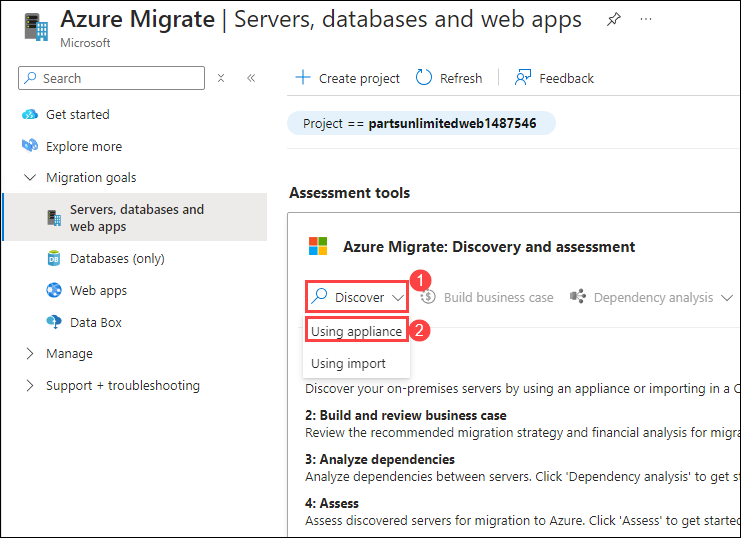 Azure Migrate | Servers, databases and web apps
Microsoft
Search
Get started
Explore more
Migration goals
Servers, databases and
web apps
Databases (only)
Web apps
Data Box
Manage
Support + troubleshooting
Create project
Refresh
Feedback
Project == partsunlimitedweb1487546
Assessment tools
Azure Migrate: Discovery and assessment
1
Discover
Build business case
Dependency analysis
Using appliance
2
Using import
Discover your on-premises servers by using an appliance or importing in a
2: Build and review business case
Review the recommended migration strategy and financial analysis for
3: Analyze dependencies
Analyze dependencies between servers. Click 'Dependency analysis' to get
4: Assess
Assess discovered servers for migration to Azure. Click 'Assess' to get started